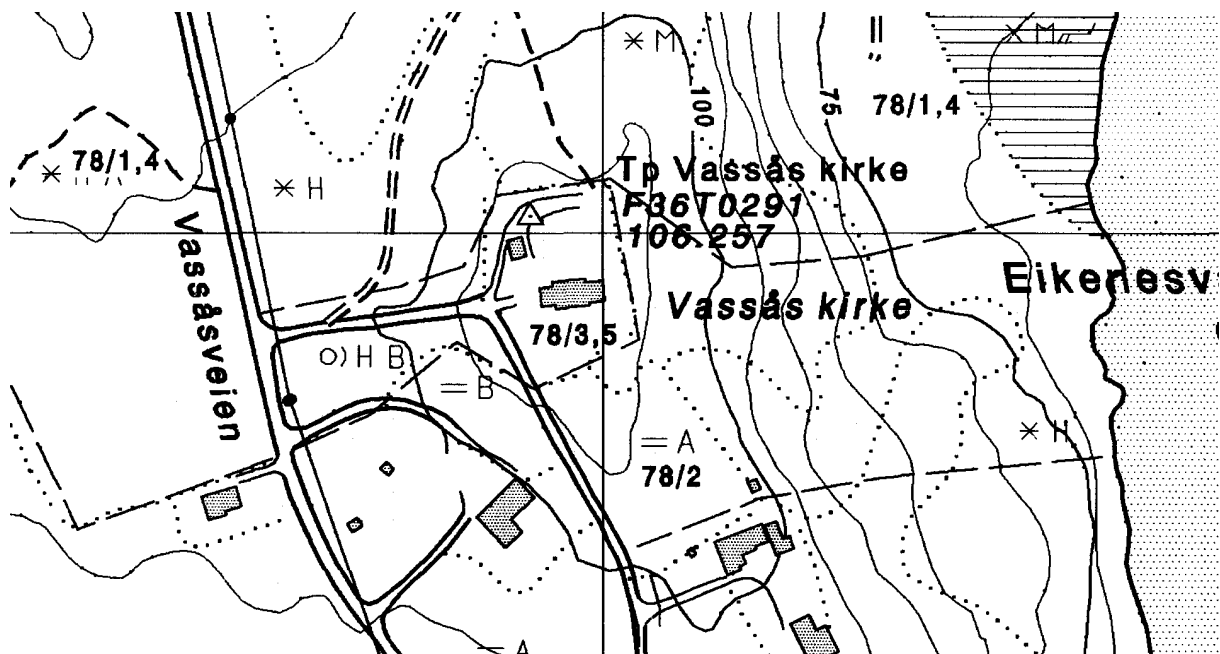 M
M
100
75
78/1,4
78/1,4
H
Tp Vassås kirke
F36T0291
106.257
Vassåsveien
Eikenesv
Vassås kirke
78/3,5
H B
B
A
78/2
H
A